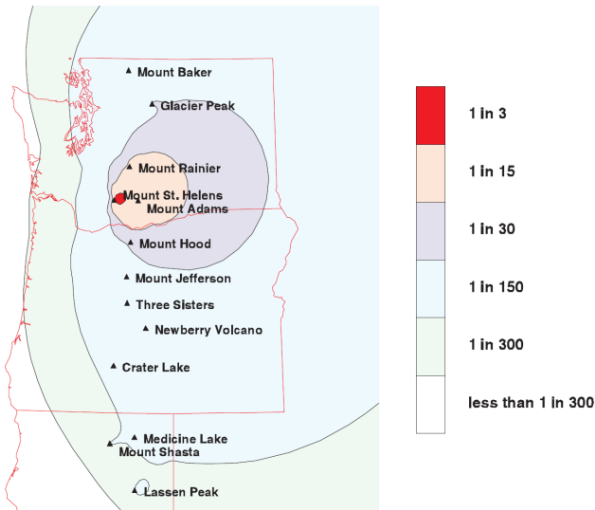 Mount Baker
Glacier Peak
Mount Rainier
Mount St. Helens
Mount Adams
Mount Hood
Mount Jefferson
Three Sisters
Newberry Volcano
Crater Lake
Medicine Lake
Mount Shasta
Lassen Peak
1 in 3
1 in 15
1 in 30
1 in 150
1 in 300
less than 1 in 300